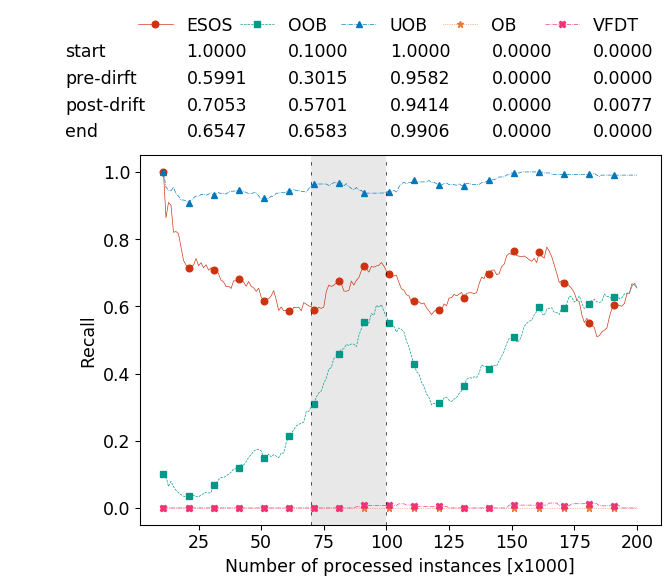 ESOS OOB UOB OB VFDT
start 1.0000 0.1000 1.0000 0.0000 0.0000
pre-dirft 0.5991 0.3015 0.9582 0.0000 0.0000
post-drift 0.7053 0.5701 0.9414 0.0000 0.0077
end 0.6547 0.6583 0.9906 0.0000 0.0000
1.0
0.8
0.6
0.4
0.2
0.0
Recall
25 50 75 100 125 150 175 200
Number of processed instances [x1000]